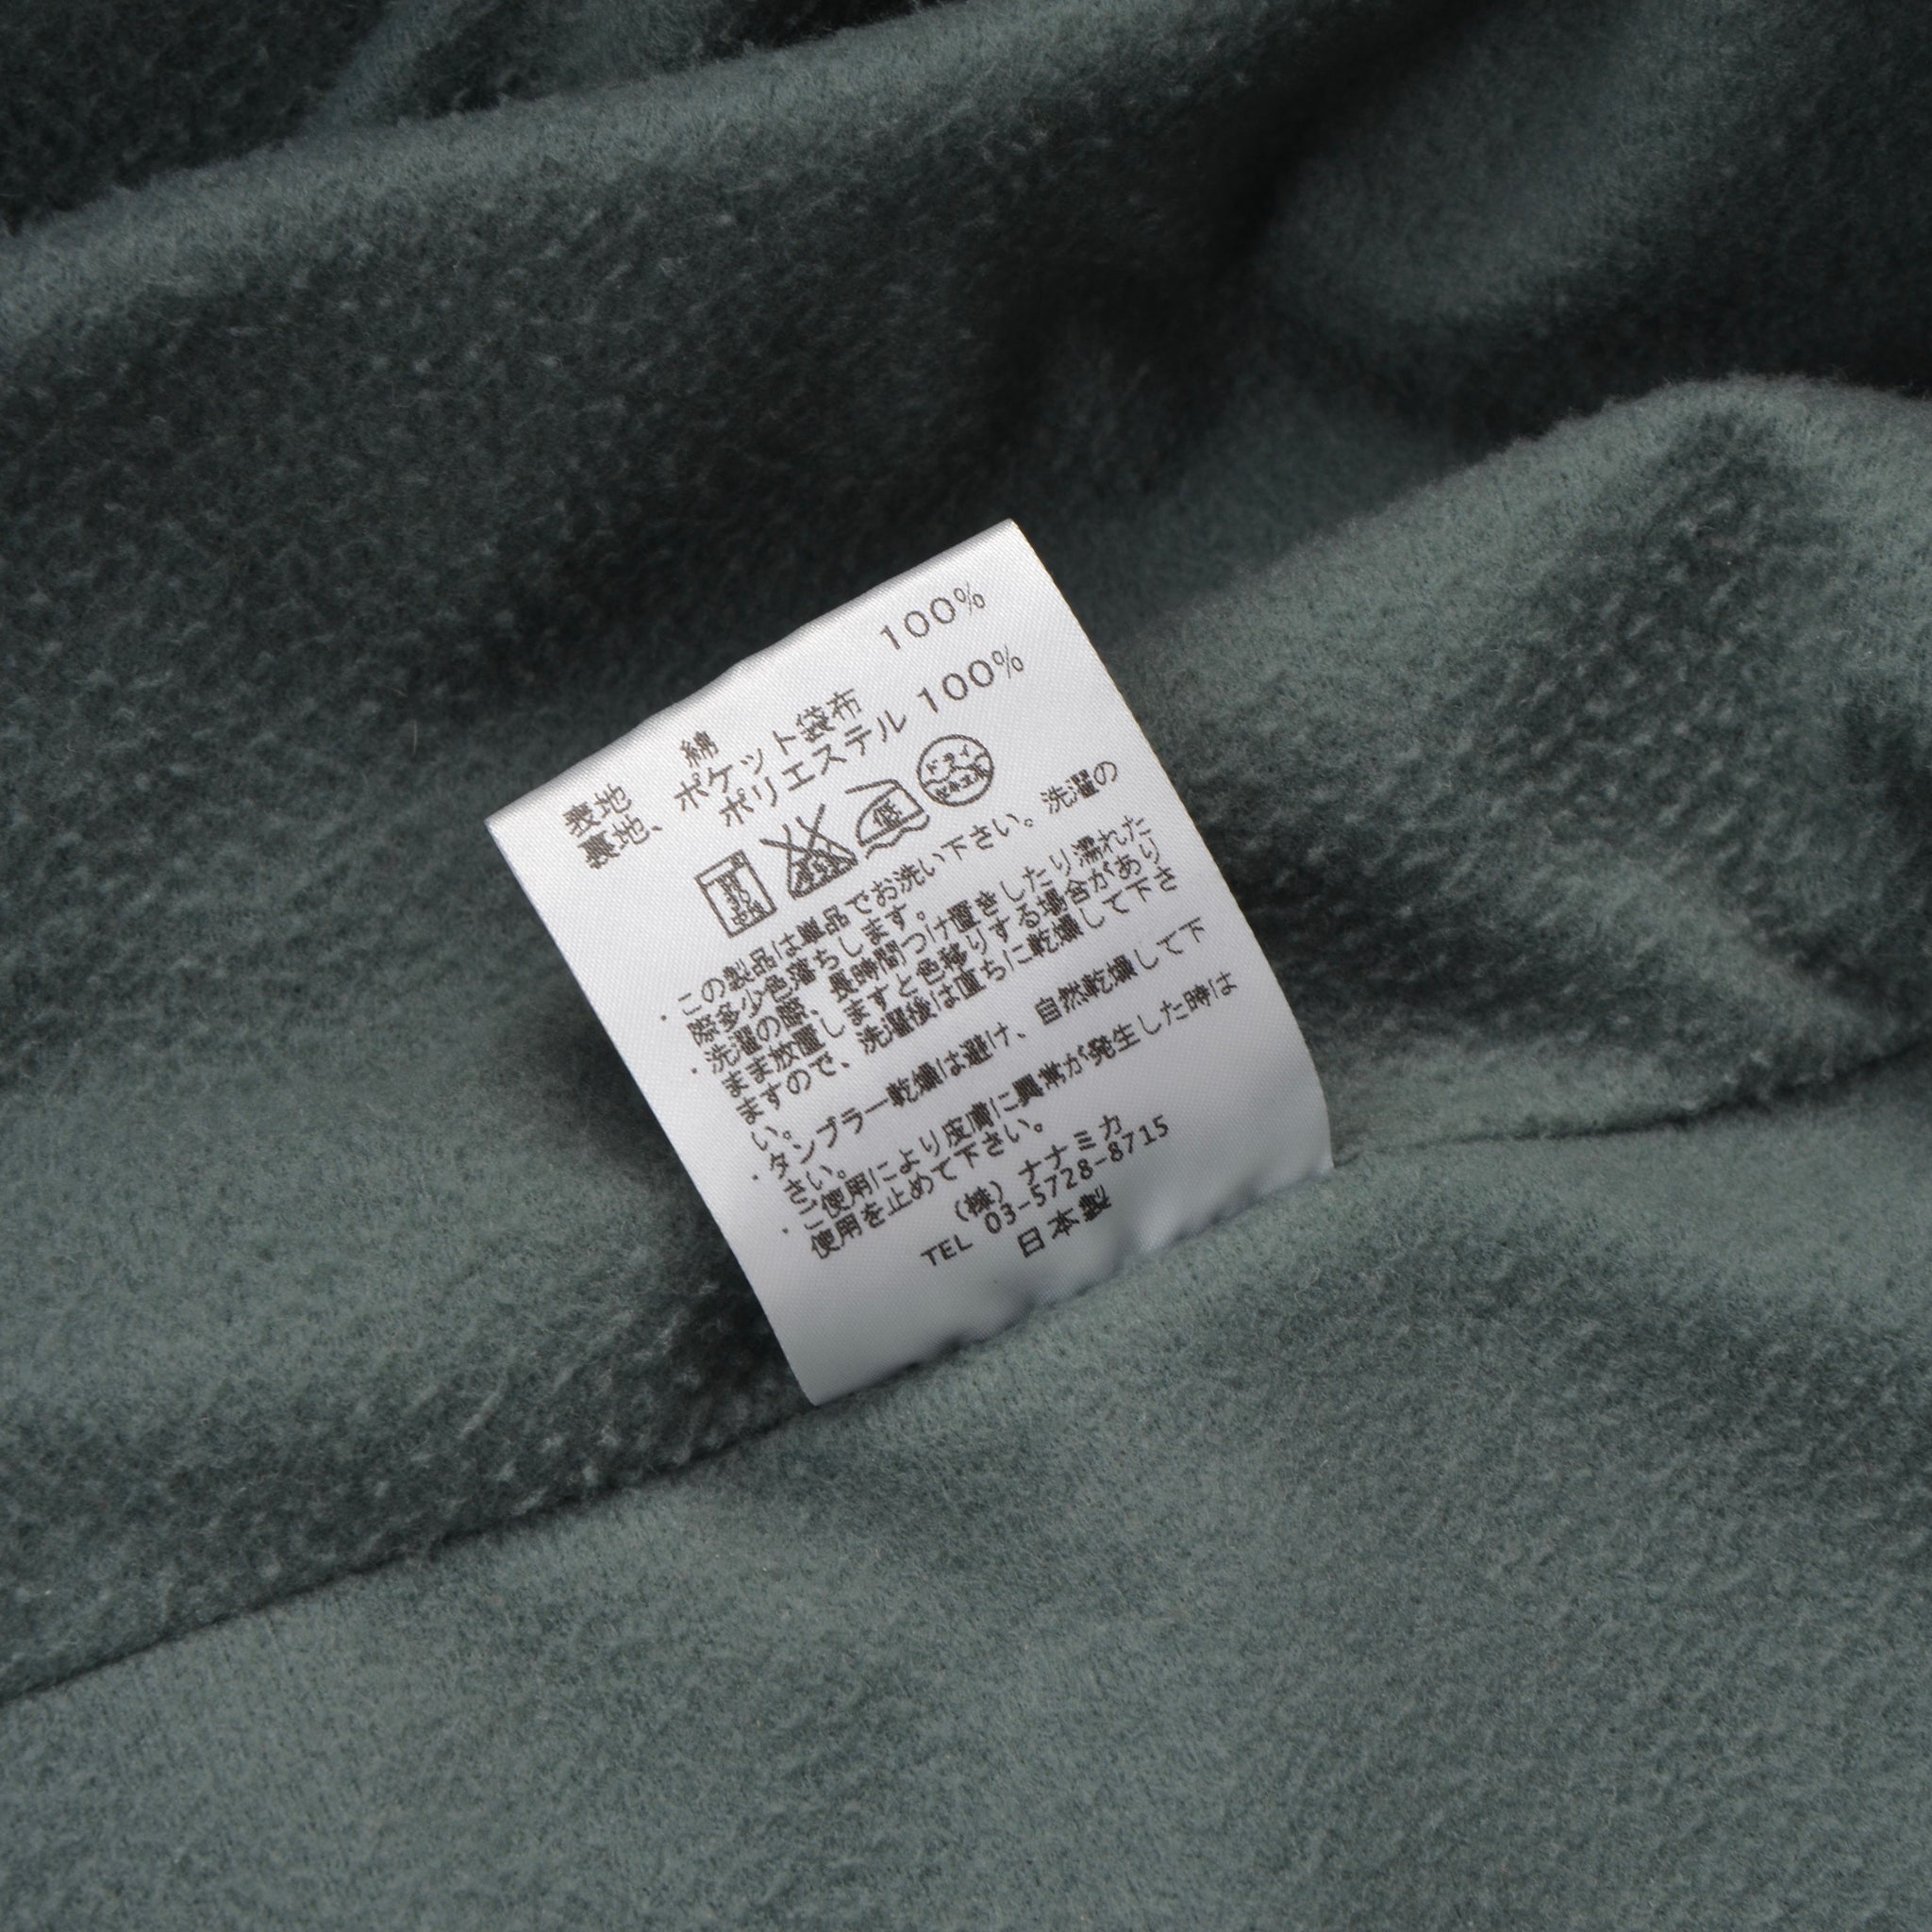 表地 綿 100%
裏地、ポケット袋布
ポリエステル 100%
低
ドライ
・この製品は単品でお洗い下さい。洗濯の
際多少色落ちします。
・洗濯の際、長時間つけ置きしたり濡れた
まま放置しますと色移りする場合があり
ますので、洗濯後は直ちに乾燥して下さ
い。
・タンブラー乾燥は避け、自然乾燥して下
さい。
・ご使用により皮膚に異常が発生した時は
使用を止めて下さい。
(株) ナナミカ
TEL 03-5728-8715
日本製